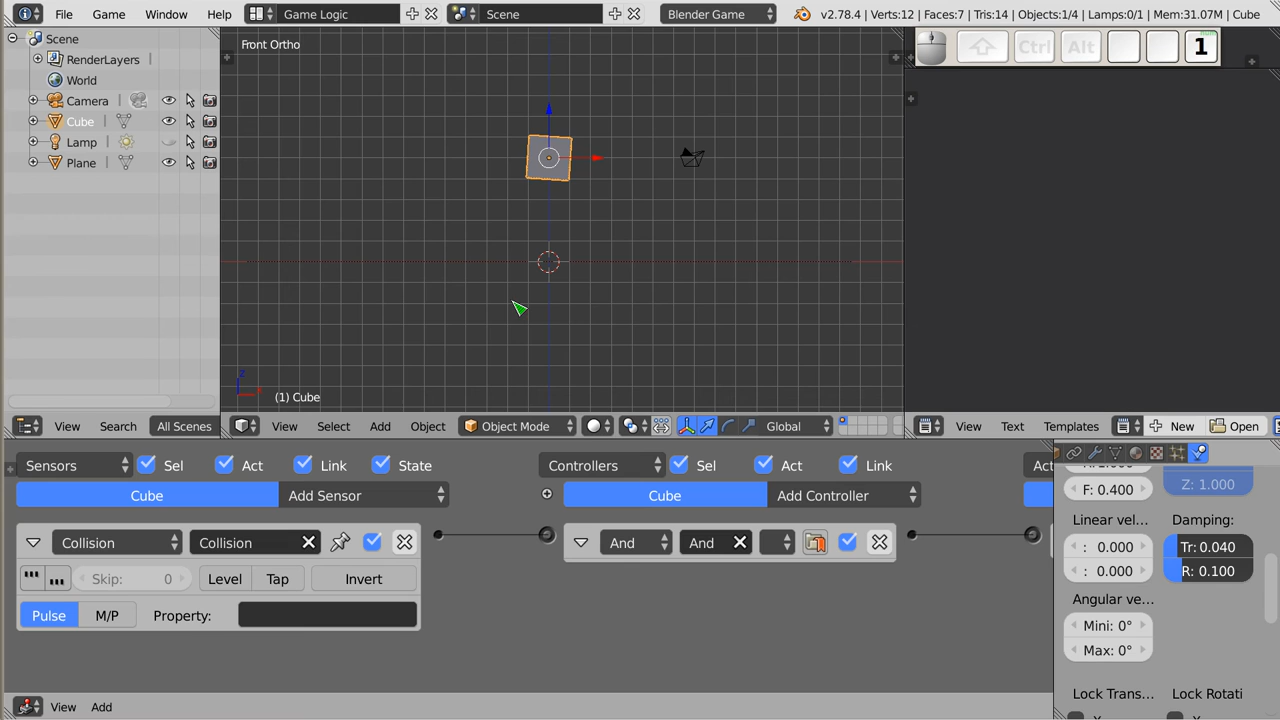 File Game Window Help Game Logic Scene Blender Game v2.78.4 | Verts:12 | Faces:7 | Tris:14 | Objects:1/4 | Lamps:0/1 | Mem:31.07M | Cube
Scene
RenderLayers
World
Camera
Cube
Lamp
Plane
Front Ortho
Ctrl Alt 1
num
z
x
(1) Cube
View Search All Scenes
View Select Add Object Object Mode Global
View Text Templates New Open
Sensors Sel Act Link State
Controllers Sel Act Link
Act
Cube Add Sensor
Cube Add Controller
Collision Collision
And And
Skip: 0 Level Tap Invert
Pulse M/P Property:
F: 0.400 Z: 1.000
Linear vel... Damping:
: 0.000 Tr: 0.040
: 0.000 R: 0.100
Angular ve...
Mini: 0°
Max: 0°
Lock Trans... Lock Rotati
View Add